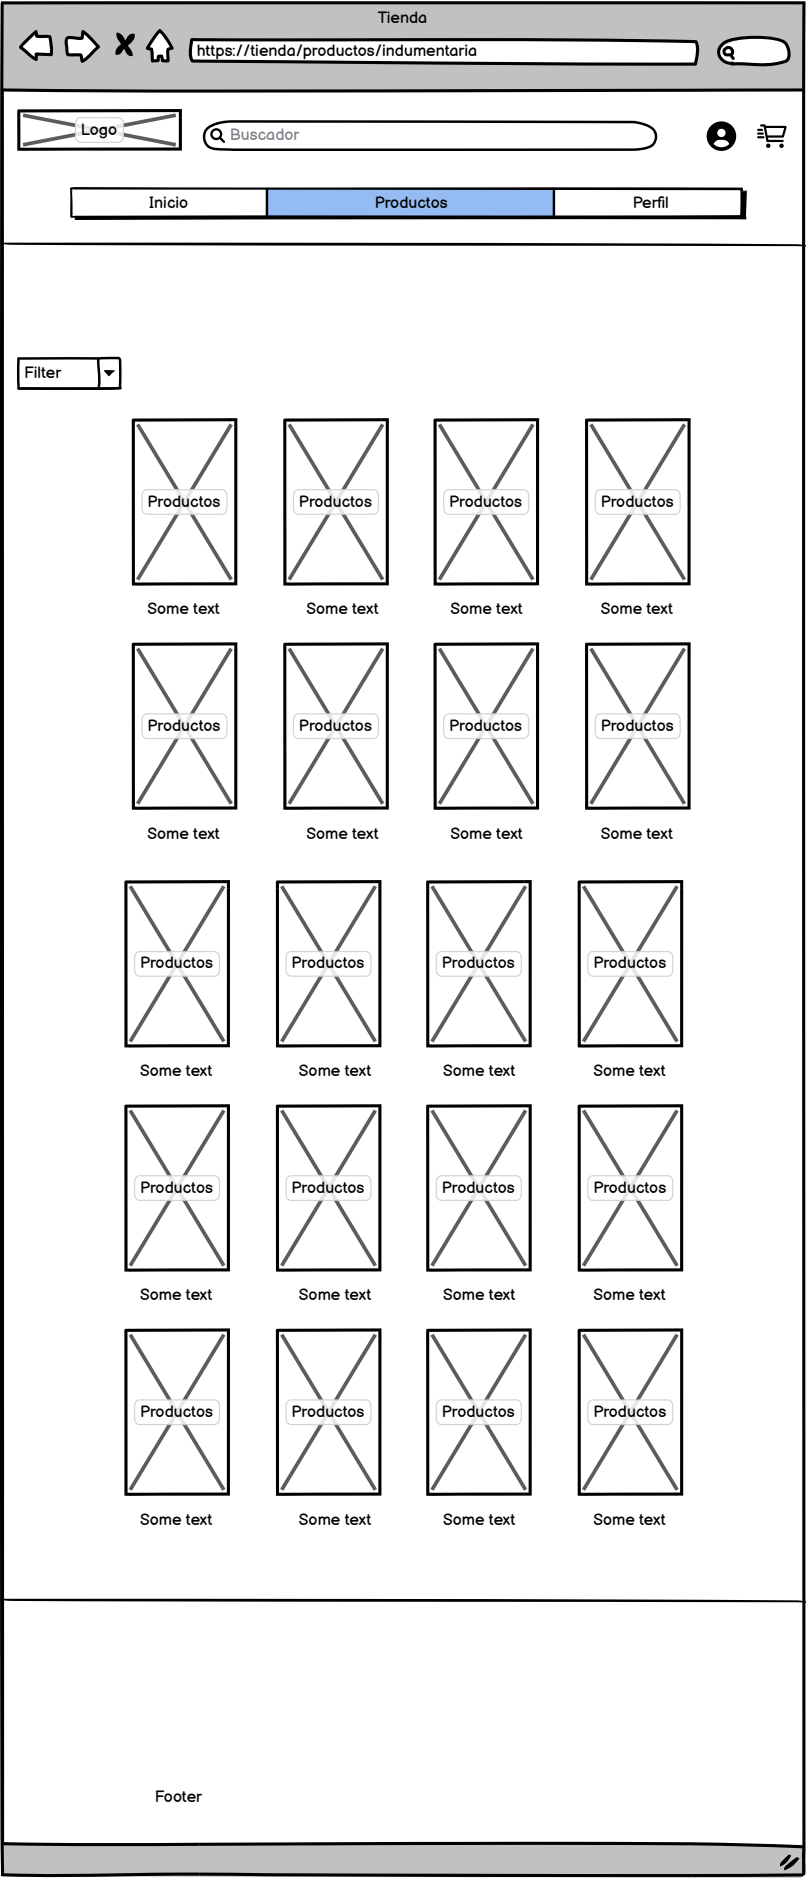 Tienda
https://tienda/productos/indumentaria
Logo
Buscador
Inicio Productos Perfil
Filter
Productos Productos Productos Productos
Some text Some text Some text Some text
Productos Productos Productos Productos
Some text Some text Some text Some text
Productos Productos Productos Productos
Some text Some text Some text Some text
Productos Productos Productos Productos
Some text Some text Some text Some text
Productos Productos Productos Productos
Some text Some text Some text Some text
Footer